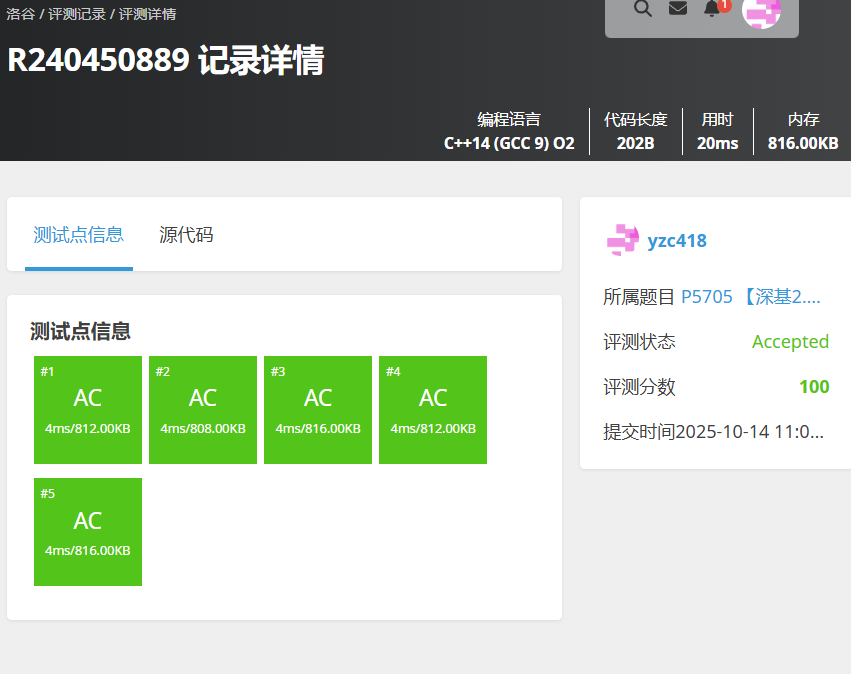 洛谷 / 评测记录 / 评测详情
1
R240450889 记录详情
编程语言
C++14 (GCC 9) O2
代码长度
202B
用时
20ms
内存
816.00KB
测试点信息
源代码
测试点信息
#1
AC
4ms/812.00KB
#2
AC
4ms/808.00KB
#3
AC
4ms/816.00KB
#4
AC
4ms/812.00KB
#5
AC
4ms/816.00KB
yzc418
所属题目 P5705 【深基2....
评测状态 Accepted
评测分数 100
提交时间2025-10-14 11:0...